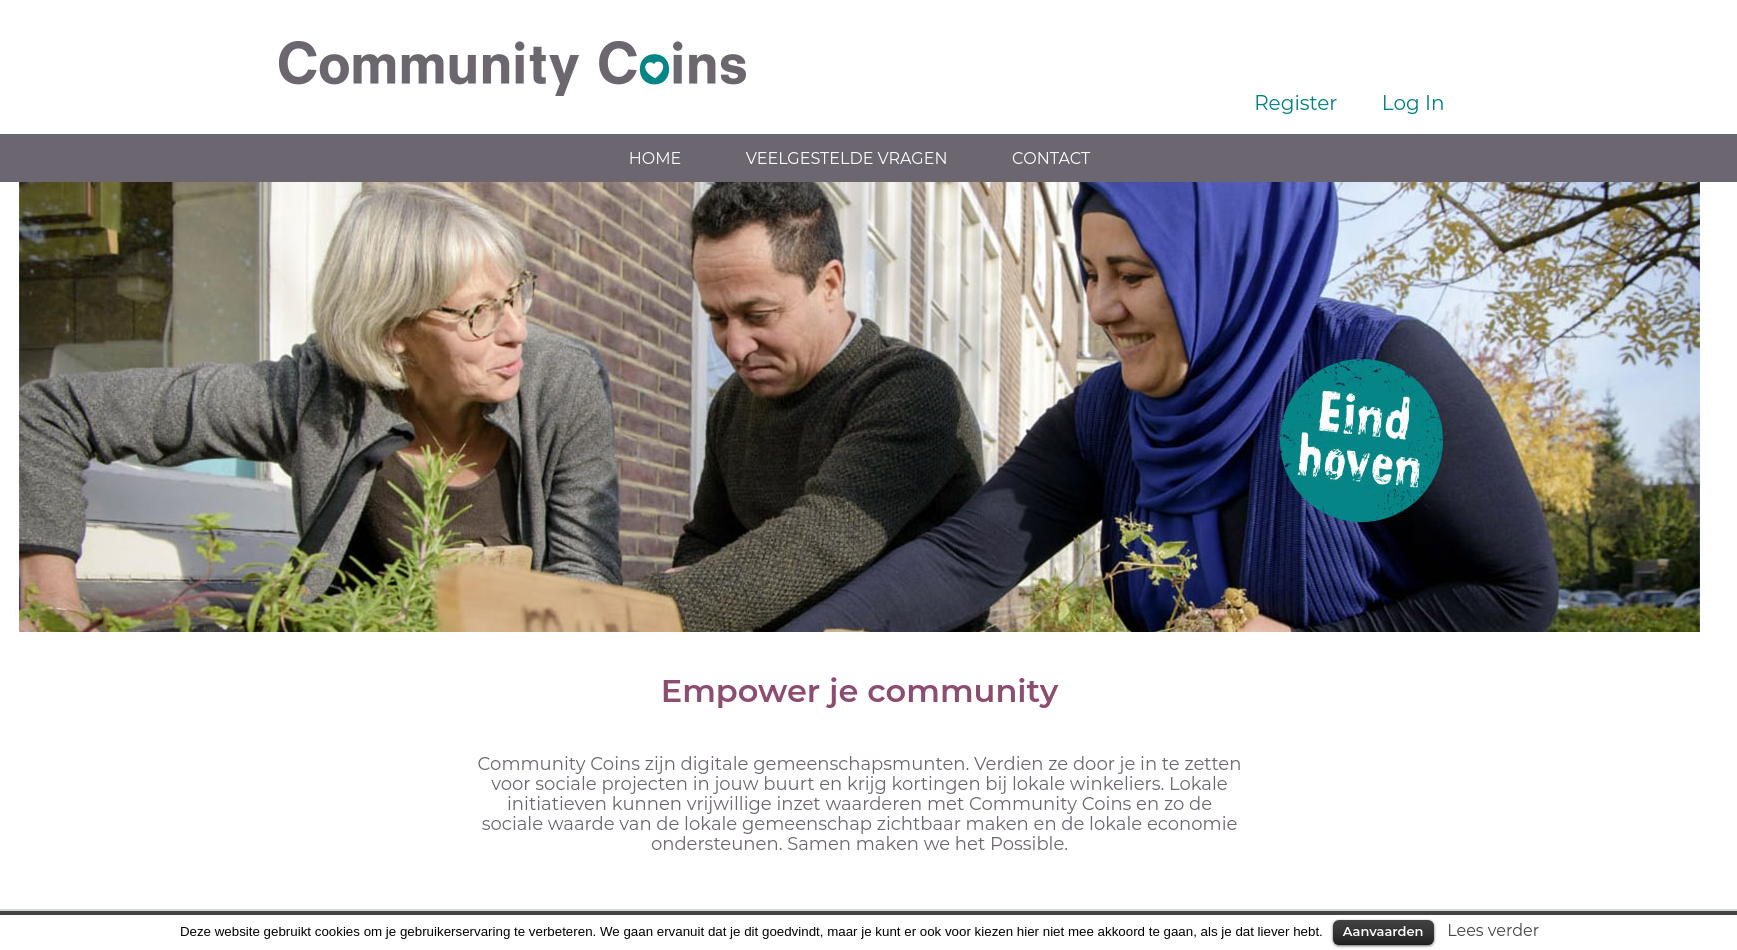 Community Coins
Register Log In
HOME VEELGESTELDE VRAGEN CONTACT
Eind
hoven
Empower je community
Community Coins zijn digitale gemeenschapsmunten. Verdien ze door je in te zetten
voor sociale projecten in jouw buurt en krijg kortingen bij lokale winkeliers. Lokale
initiatieven kunnen vrijwillige inzet waarderen met Community Coins en zo de
sociale waarde van de lokale gemeenschap zichtbaar maken en de lokale economie
ondersteunen. Samen maken we het Possible.
Deze website gebruikt cookies om je gebruikerservaring te verbeteren. We gaan ervanuit dat je dit goedvindt, maar je kunt er ook voor kiezen hier niet mee akkoord te gaan, als je dat liever hebt. Aanvaarden Lees verder